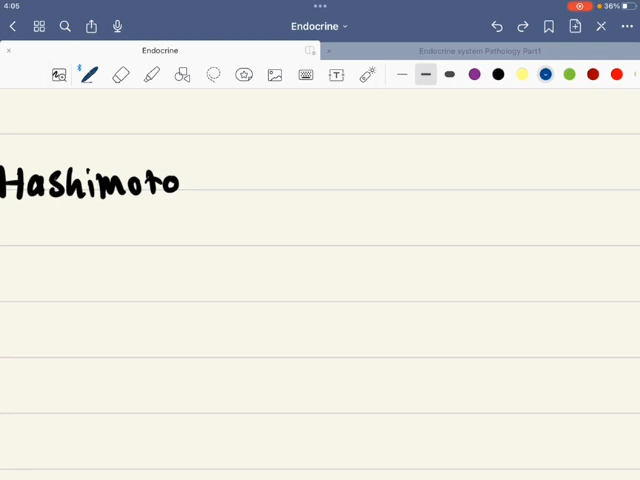 4:05
36%
Endocrine
Endocrine
Endocrine system Pathology Part1
T
Hashimoto